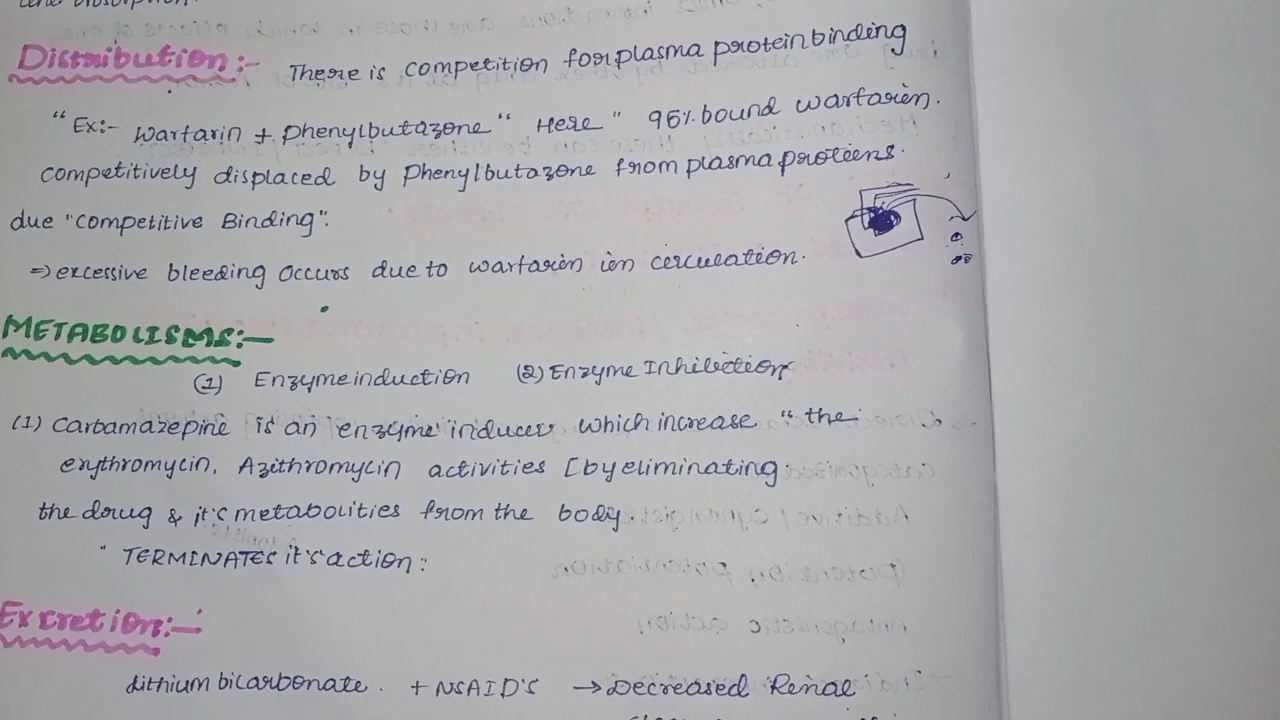 Distribution:- There is competition for plasma protein binding
"Ex:- Warfarin + Phenylbutazone" Here " 96% bound warfarin.
competitively displaced by Phenylbutazone from plasma proteins.
due "competitive Binding".
⇒ excessive bleeding occurs due to warfarin in circulation.
METABOLISMS:-
(1) Enzyme induction (2) Enzyme Inhibition
(1) Carbamazepine is an enzyme inducer which increase "the
erythromycin, Azithromycin activities [by eliminating
the drug & it's metabolities from the body.
" TERMINATES it's action:
Excretion:-
Lithium bicarbonate. + NSAID'S → Decreased Renal